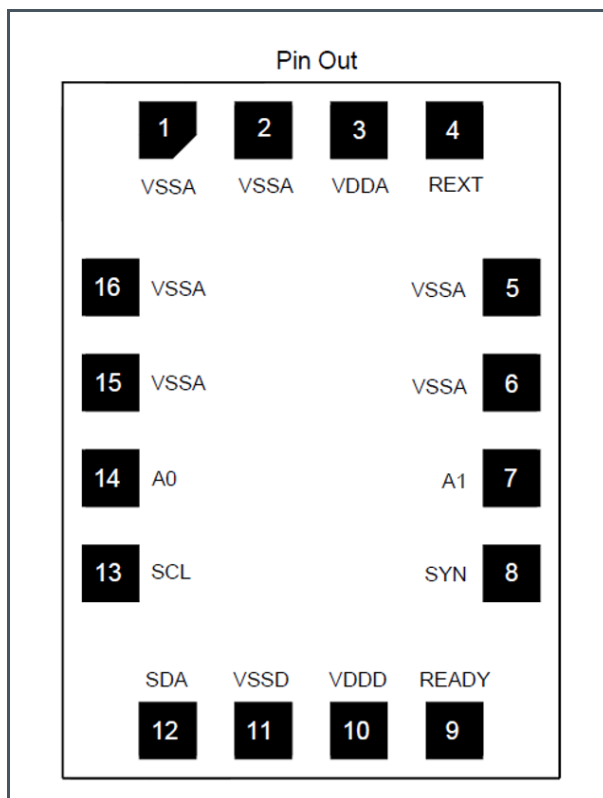 Pin Out
1 2 3 4
VSSA VSSA VDDA REXT
16 VSSA VSSA 5
15 VSSA VSSA 6
14 A0 A1 7
13 SCL SYN 8
SDA VSSD VDDD READY
12 11 10 9